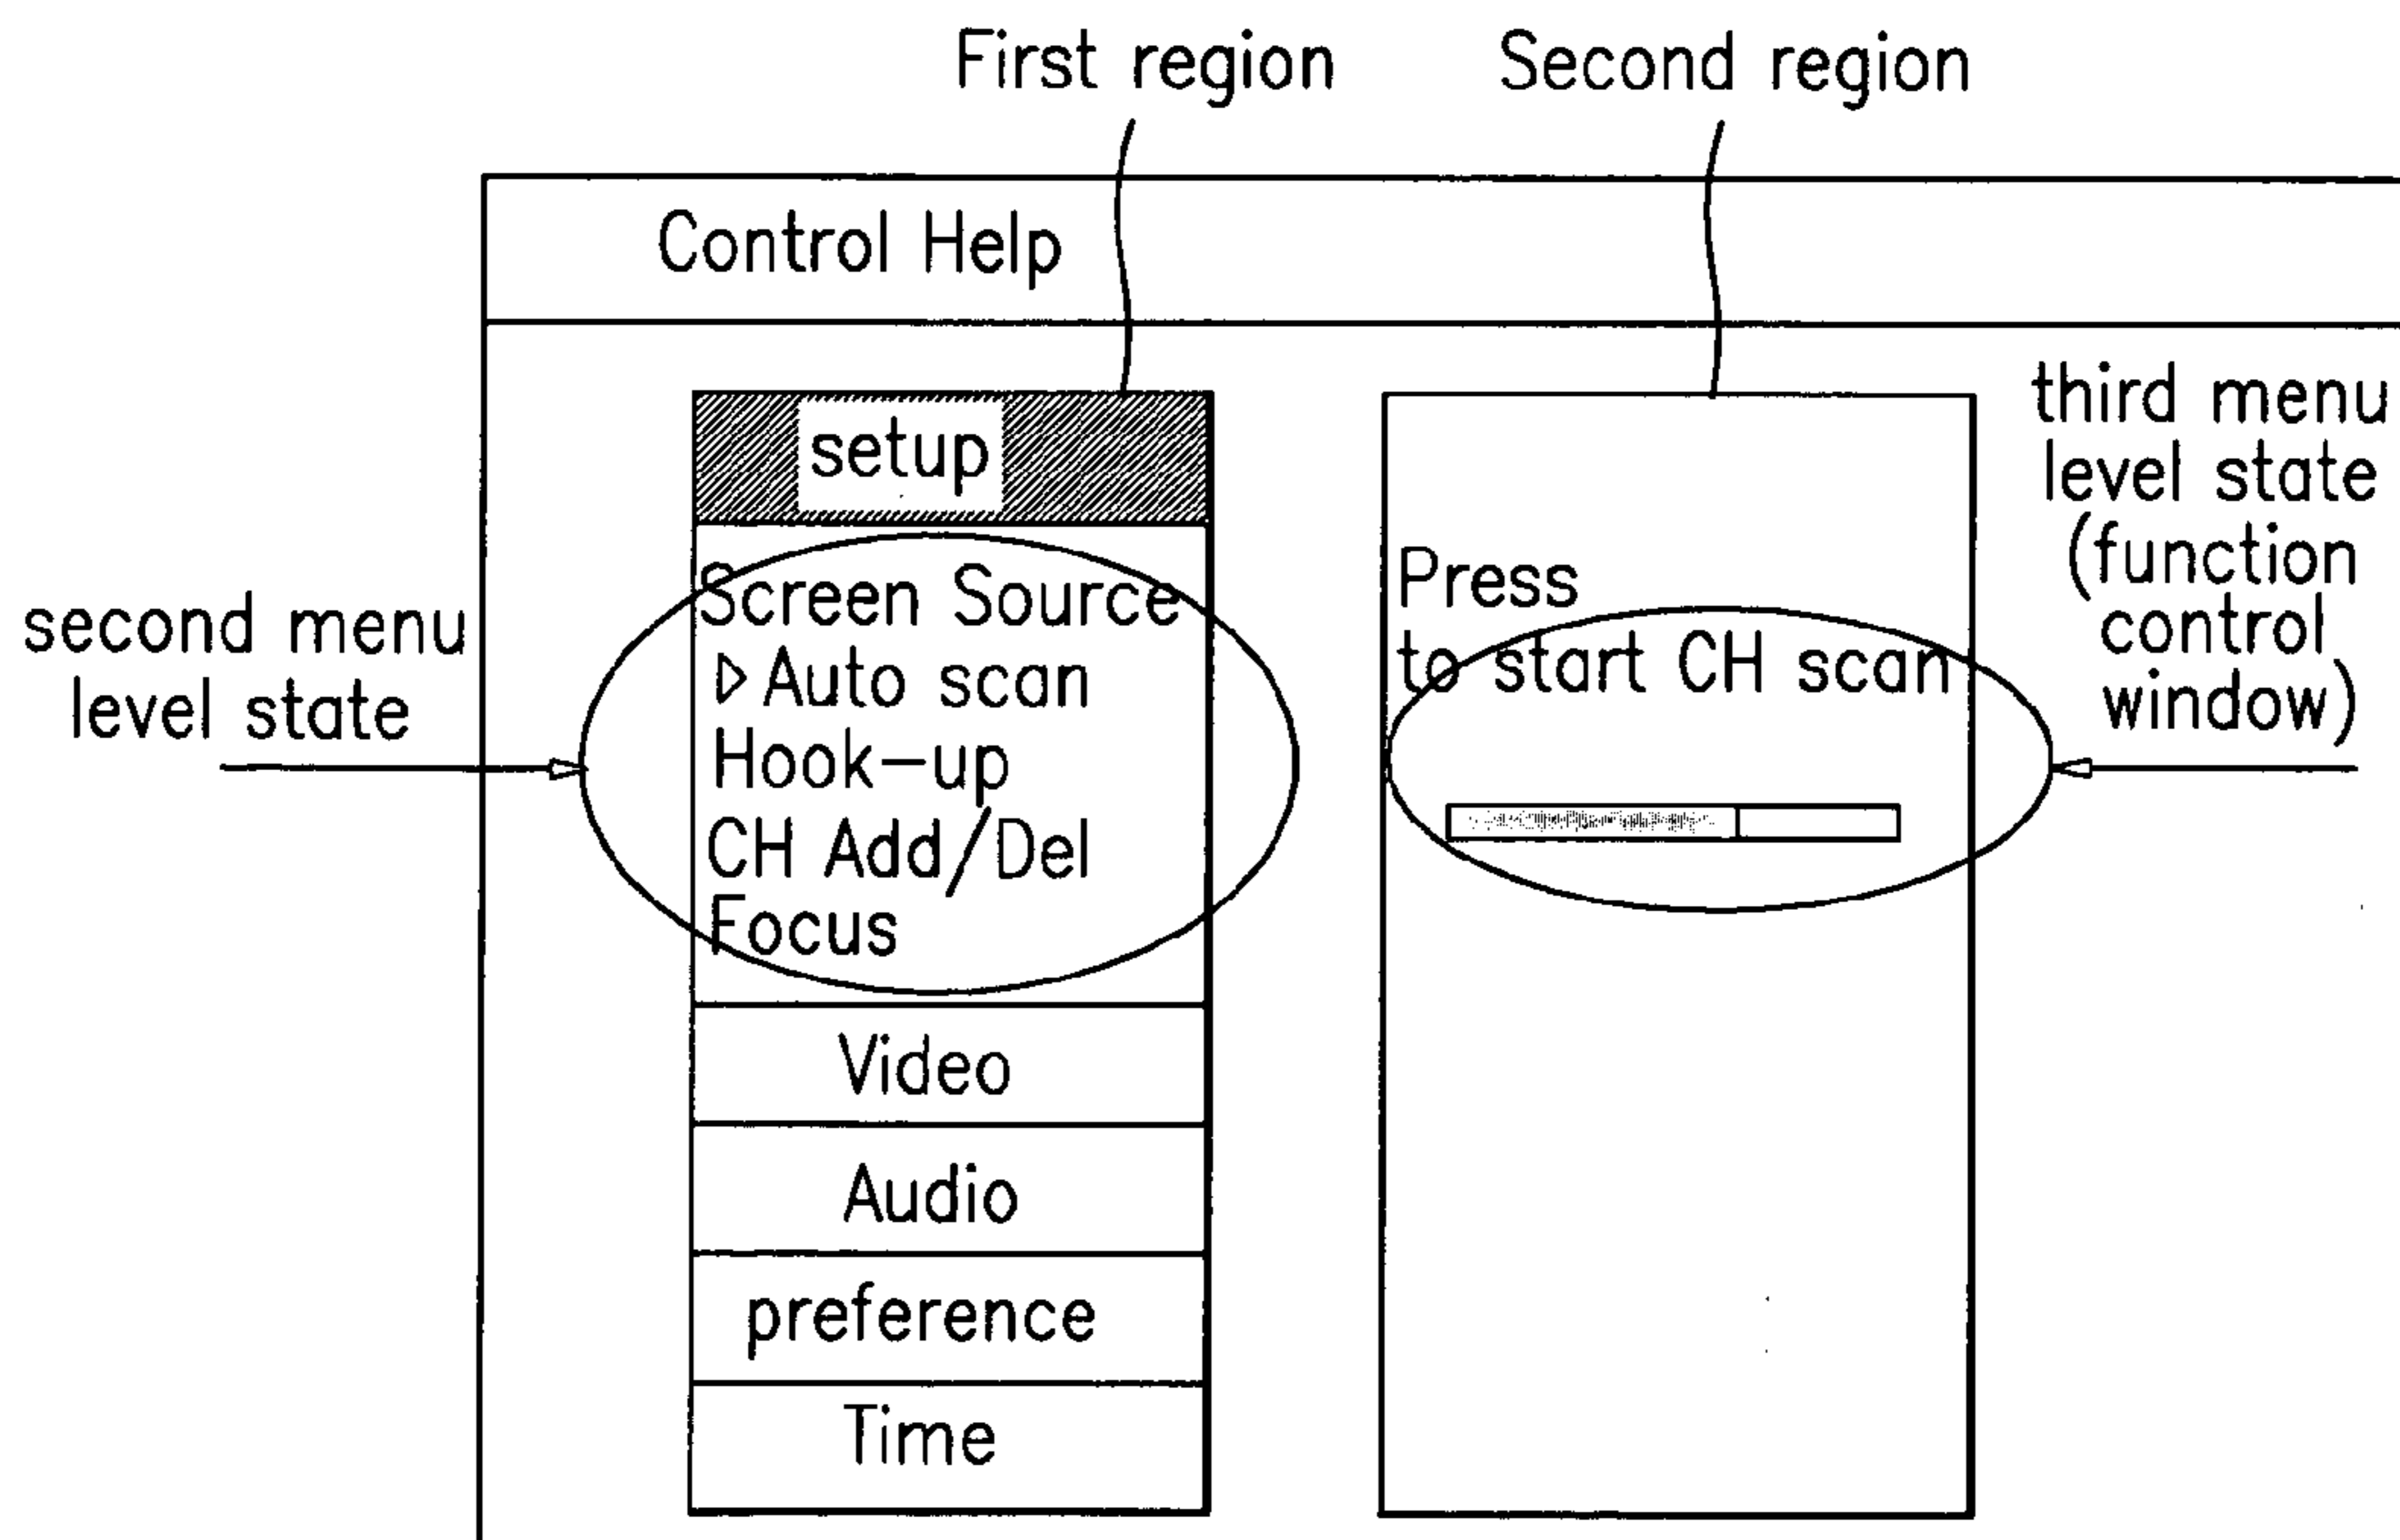 First region
Second region
Control Help
setup
Screen Source
▷Auto scan
Hook-up
CH Add/Del
Focus
Video
Audio
preference
Time
second menu
level state
Press
to start CH scan
third menu
level state
(function
control
window)